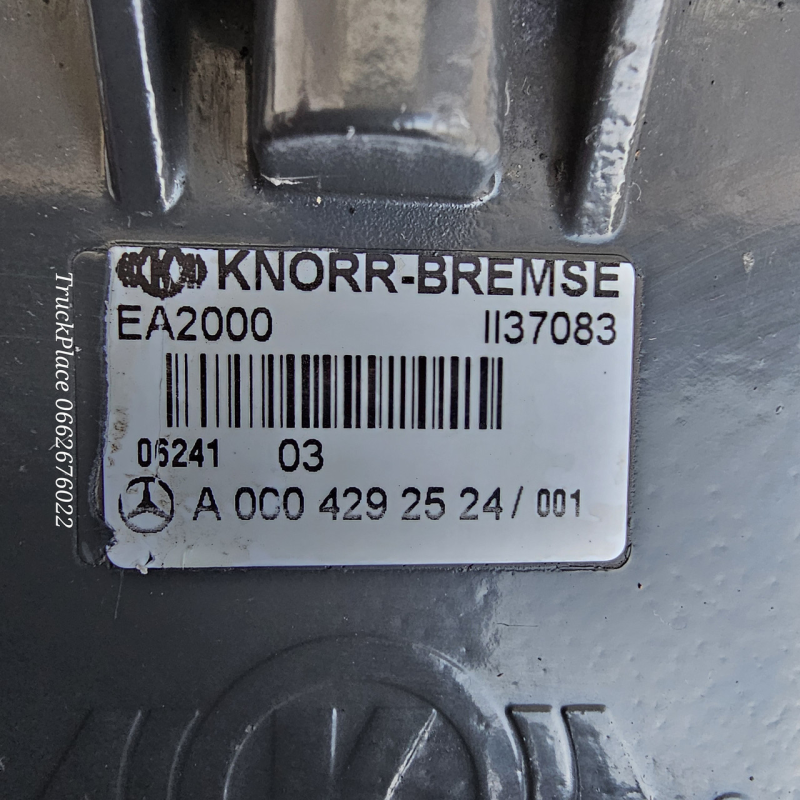 KNORR-BREMSE
EA2000 II37083
06241 03
A 000 429 25 24 / 001
TruckPlace 0662676022